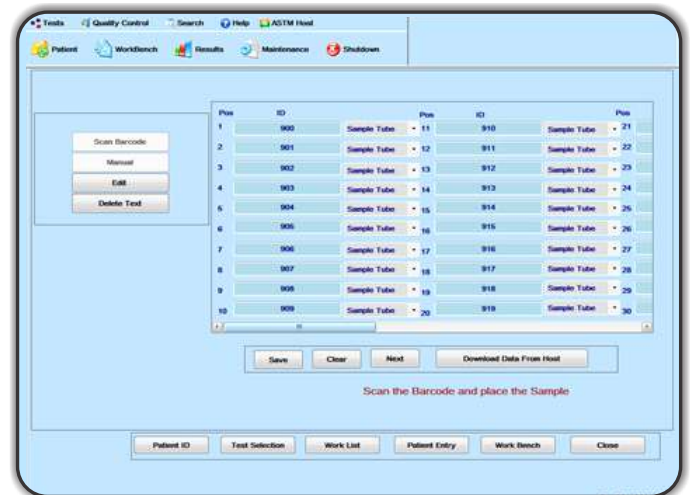 Tests Quality Control Search Help ASTM Host
Patient WorkBench Results Maintenance Shutdown
Pos ID Pos ID Pos
1 900 Sample Tube 11 910 Sample Tube 21
2 901 Sample Tube 12 911 Sample Tube 22
3 902 Sample Tube 13 912 Sample Tube 23
4 903 Sample Tube 14 913 Sample Tube 24
5 904 Sample Tube 15 914 Sample Tube 25
6 905 Sample Tube 16 915 Sample Tube 26
7 906 Sample Tube 17 916 Sample Tube 27
8 907 Sample Tube 18 917 Sample Tube 28
9 908 Sample Tube 19 918 Sample Tube 29
10 909 Sample Tube 20 919 Sample Tube 30
Scan Barcode
Manual
Edit
Delete Text
Save Clear Next Download Data From Host
Scan the Barcode and place the Sample
Patient ID Test Selection Work List Patient Entry Work Bench Close